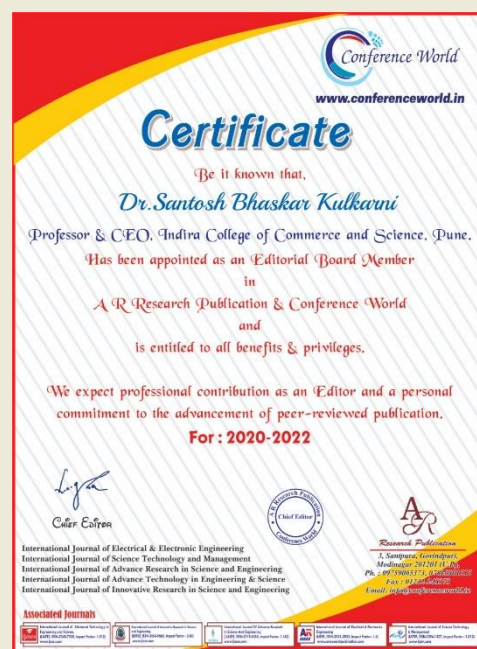 Conference World
www.conferenceworld.in
Certificate
Be it known that,
Dr.Santosh Bhaskar Kulkarni
Professor & CEO, Indira College of Commerce and Science, Pune.
Has been appointed as an Editorial Board Member
in
A R Research Publication & Conference World
and
is entitled to all benefits & privileges.
We expect professional contribution as an Editor and a personal
commitment to the advancement of peer-reviewed publication.
For : 2020-2022
Chief Editor
A R Research Publication
Chief Editor
Conference World
AR
Research Publication
3, Sanipura, Govindpuri,
Modinagar 201201 (U.P.)
International Journal of Electrical & Electronic Engineering
International Journal of Science Technology and Management
International Journal of Advance Research in Science and Engineering
International Journal of Advance Technology in Engineering & Science
International Journal of Innovative Research in Science and Engineering
Associated Journals